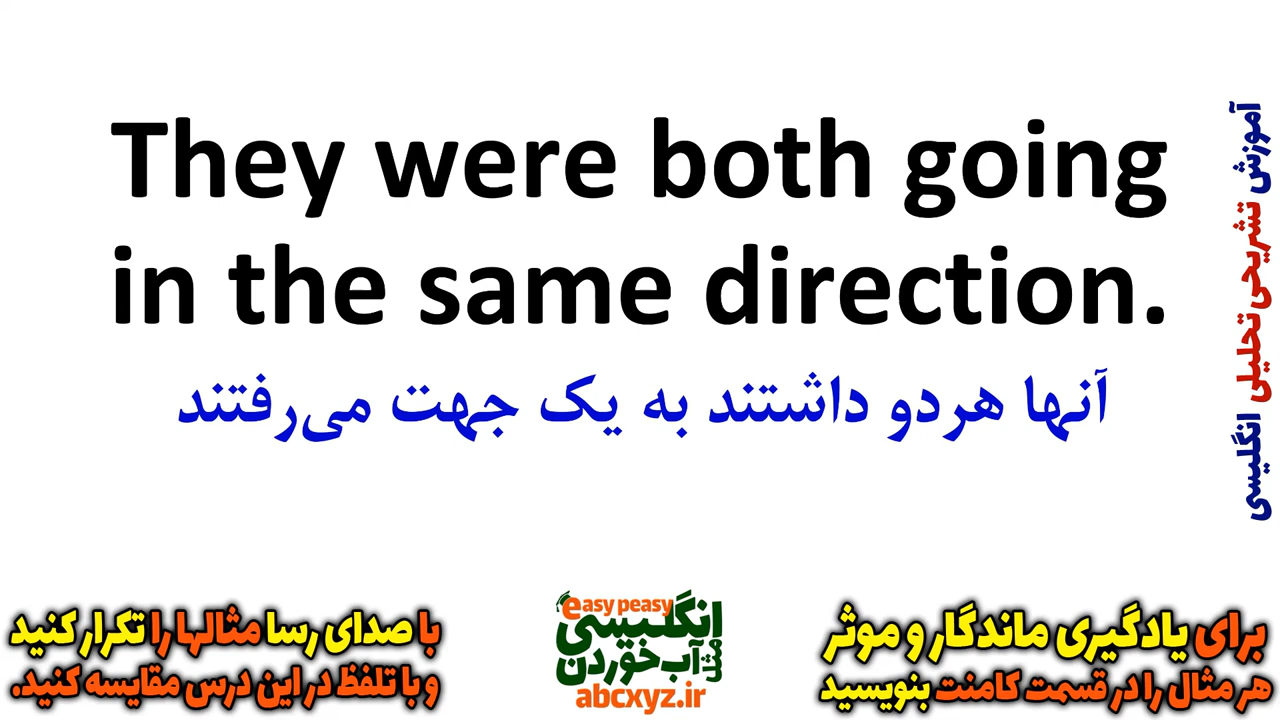 They were both going
in the same direction.
آنها هردو داشتند به یک جهت می‌رفتند
آموزش تشریحی تحلیلی انگلیسی
برای یادگیری ماندگار و موثر
هر مثال را در قسمت کامنت بنویسید
easy peasy
انگلیسی
مثل آب خوردن
abcxyz.ir
با صدای رسا مثالها را تکرار کنید
و با تلفظ در این درس مقایسه کنید.